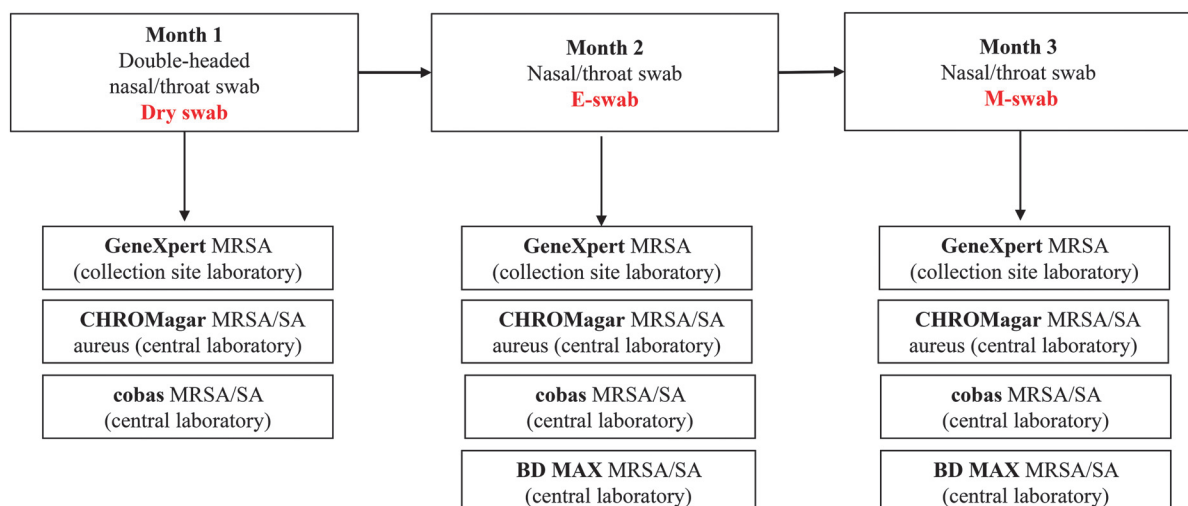 Month 1
Double-headed
nasal/throat swab
Dry swab
Month 2
Nasal/throat swab
E-swab
Month 3
Nasal/throat swab
M-swab
GeneXpert MRSA
(collection site laboratory)
CHROMagar MRSA/SA
aureus (central laboratory)
cobas MRSA/SA
(central laboratory)
GeneXpert MRSA
(collection site laboratory)
CHROMagar MRSA/SA
aureus (central laboratory)
cobas MRSA/SA
(central laboratory)
BD MAX MRSA/SA
(central laboratory)
GeneXpert MRSA
(collection site laboratory)
CHROMagar MRSA/SA
aureus (central laboratory)
cobas MRSA/SA
(central laboratory)
BD MAX MRSA/SA
(central laboratory)